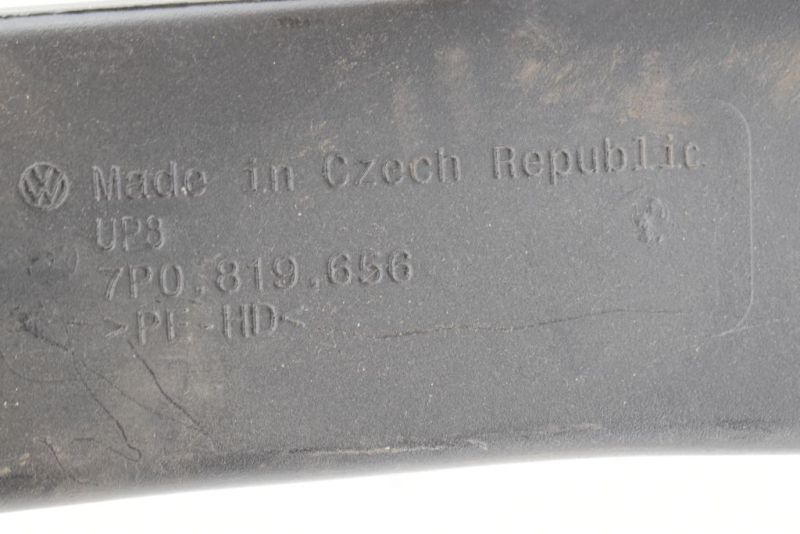 Made in Czech Republic
UP8
7P0.819.656
>PE-HD<